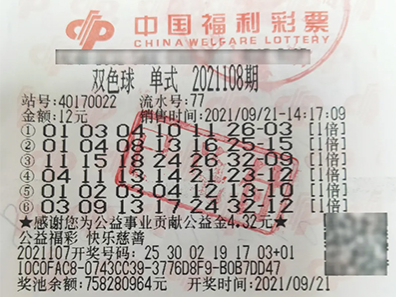 中国福利彩票
CHINA WELFARE LOTTERY
双色球 单式 2021108期
站号:40170022 流水号:77
金额:12元 销售时间:2021/09/21-14:17:09
① 01 03 04 10 11 26-03 [1倍]
② 01 04 08 13 16 25-15 [1倍]
③ 11 15 18 24 26 32-09 [1倍]
④ 04 11 13 14 21 23-12 [1倍]
⑤ 01 02 03 04 23-10 [1倍]
⑥ 03 09 13 24 32-12 [1倍]
★感谢您为公益事业贡献公益金4.32元★
公益福彩 快乐慈善
2021107开奖号码: 25 30 02 19 17 03+01
IOCOFAC8-0743CC39-3776D8F9-B0B7DD47
奖池余额:758280964元 开奖时间:2021/09/21